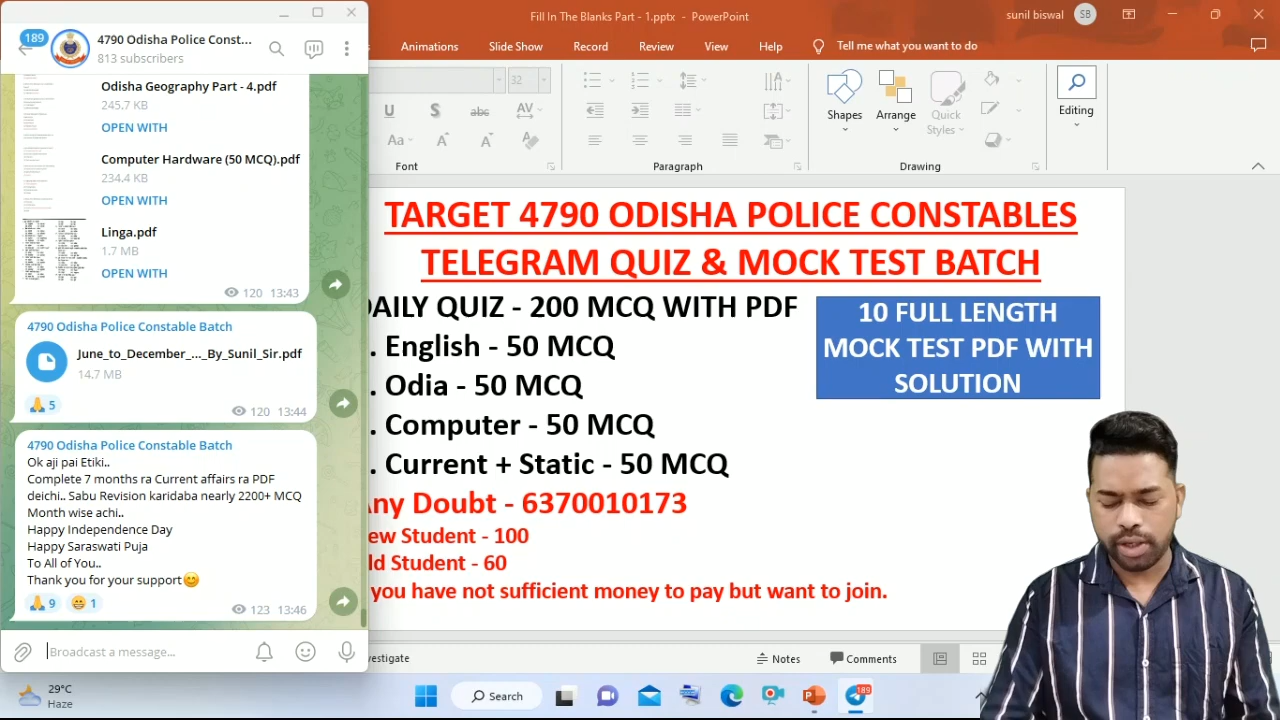 189
4790 Odisha Police Const...
813 subscribers
Odisha Geography Part - 4.pdf
OPEN WITH
Computer Hardware (50 MCQ).pdf
234.4 KB
OPEN WITH
Linga.pdf
1.7 MB
OPEN WITH
120 13:43
4790 Odisha Police Constable Batch
June_to_December_..._By_Sunil_Sir.pdf
14.7 MB
5
120 13:44
4790 Odisha Police Constable Batch
Ok aji pai Etiki..
Complete 7 months ra Current affairs ra PDF
deichi.. Sabu Revision karidaba nearly 2200+ MCQ
Month wise achi..
Happy Independence Day
Happy Saraswati Puja
To All of You..
Thank you for your support
9 1
123 13:46
Broadcast a message...
Fill In The Blanks Part - 1.pptx - PowerPoint
sunil biswal SB
Animations Slide Show Record Review View Help Tell me what you want to do
32
U S abc AV
Aa A A
Shapes Arrange Quick Styles
Editing
Font Paragraph Drawing
TARGET 4790 ODISHA POLICE CONSTABLES
TELEGRAM QUIZ & MOCK TEST BATCH
DAILY QUIZ - 200 MCQ WITH PDF
. English - 50 MCQ
. Odia - 50 MCQ
. Computer - 50 MCQ
. Current + Static - 50 MCQ
Any Doubt - 6370010173
ew Student - 100
ld Student - 60
you have not sufficient money to pay but want to join.
10 FULL LENGTH
MOCK TEST PDF WITH
SOLUTION
vestigate
Notes Comments
29°C
Haze
Search
189